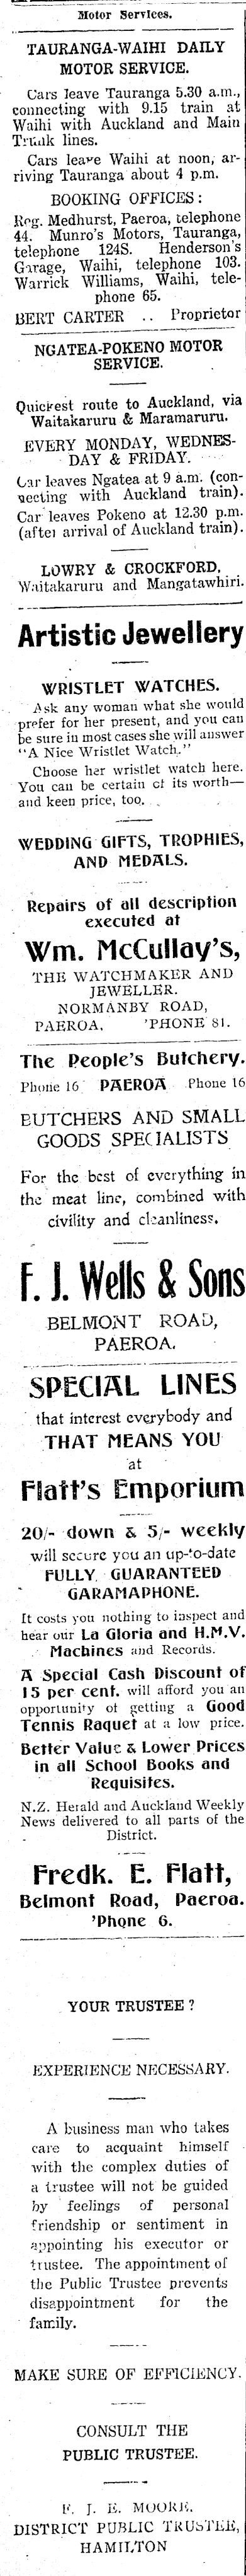 Motor Services.
TAURANGA-WAIHI DAILY
MOTOR SERVICE.
Cars leave Tauranga 5.30 a.m.,
connecting with 9.15 train at
Waihi with Auckland and Main
Trunk lines.
Cars leave Waihi at noon, ar-
riving Tauranga about 4 p.m.
BOOKING OFFICES:
Reg. Medhurst, Paeroa, telephone
44. Munro's Motors, Tauranga,
telephone 124S. Henderson's
Garage, Waihi, telephone 103.
Warrick Williams, Waihi, tele-
phone 65.
BERT CARTER .. Proprietor
NGATEA-POKENO MOTOR
SERVICE.
Quickest route to Auckland, via
Waitakaruru & Maramaruru.
EVERY MONDAY, WEDNES-
DAY & FRIDAY.
Car leaves Ngatea at 9 a.m. (con-
necting with Auckland train).
Car leaves Pokeno at 12.30 p.m.
(after arrival of Auckland train).
LOWRY & CROCKFORD,
Waitakaruru and Mangatawhiri.
Artistic Jewellery
WRISTLET WATCHES.
Ask any woman what she would
prefer for her present, and you can
be sure in most cases she will answer
"A Nice Wristlet Watch."
Choose her wristlet watch here.
You can be certain of its worth—
and keen price, too.
WEDDING GIFTS, TROPHIES,
AND MEDALS.
Repairs of all description
executed at
Wm. McCullay's,
THE WATCHMAKER AND
JEWELLER.
NORMANBY ROAD,
PAEROA. 'PHONE 81.
The People's Butchery.
Phone 16 PAEROA Phone 16
BUTCHERS AND SMALL
GOODS SPECIALISTS
For the best of everything in
the meat line, combined with
civility and cleanliness.
F. J. Wells & Sons
BELMONT ROAD,
PAEROA.
SPECIAL LINES
that interest everybody and
THAT MEANS YOU
at
Flatt's Emporium
20/- down & 5/- weekly
will secure you an up-to-date
FULLY GUARANTEED
GARAMAPHONE.
It costs you nothing to inspect and
hear our La Gloria and H.M.V.
Machines and Records.
A Special Cash Discount of
15 per cent. will afford you an
opportunity of getting a Good
Tennis Raquet at a low price.
Better Value & Lower Prices
in all School Books and
Requisites.
N.Z. Herald and Auckland Weekly
News delivered to all parts of the
District.
Fredk. E. Flatt,
Belmont Road, Paeroa.
'Phone 6.
YOUR TRUSTEE ?
EXPERIENCE NECESSARY.
A business man who takes
care to acquaint himself
with the complex duties of
a trustee will not be guided
by feelings of personal
friendship or sentiment in
appointing his executor or
trustee. The appointment of
the Public Trustee prevents
disappointment for the
family.
MAKE SURE OF EFFICIENCY.
CONSULT THE
PUBLIC TRUSTEE.
F. J. E. MOORE,
DISTRICT PUBLIC TRUSTEE,
HAMILTON